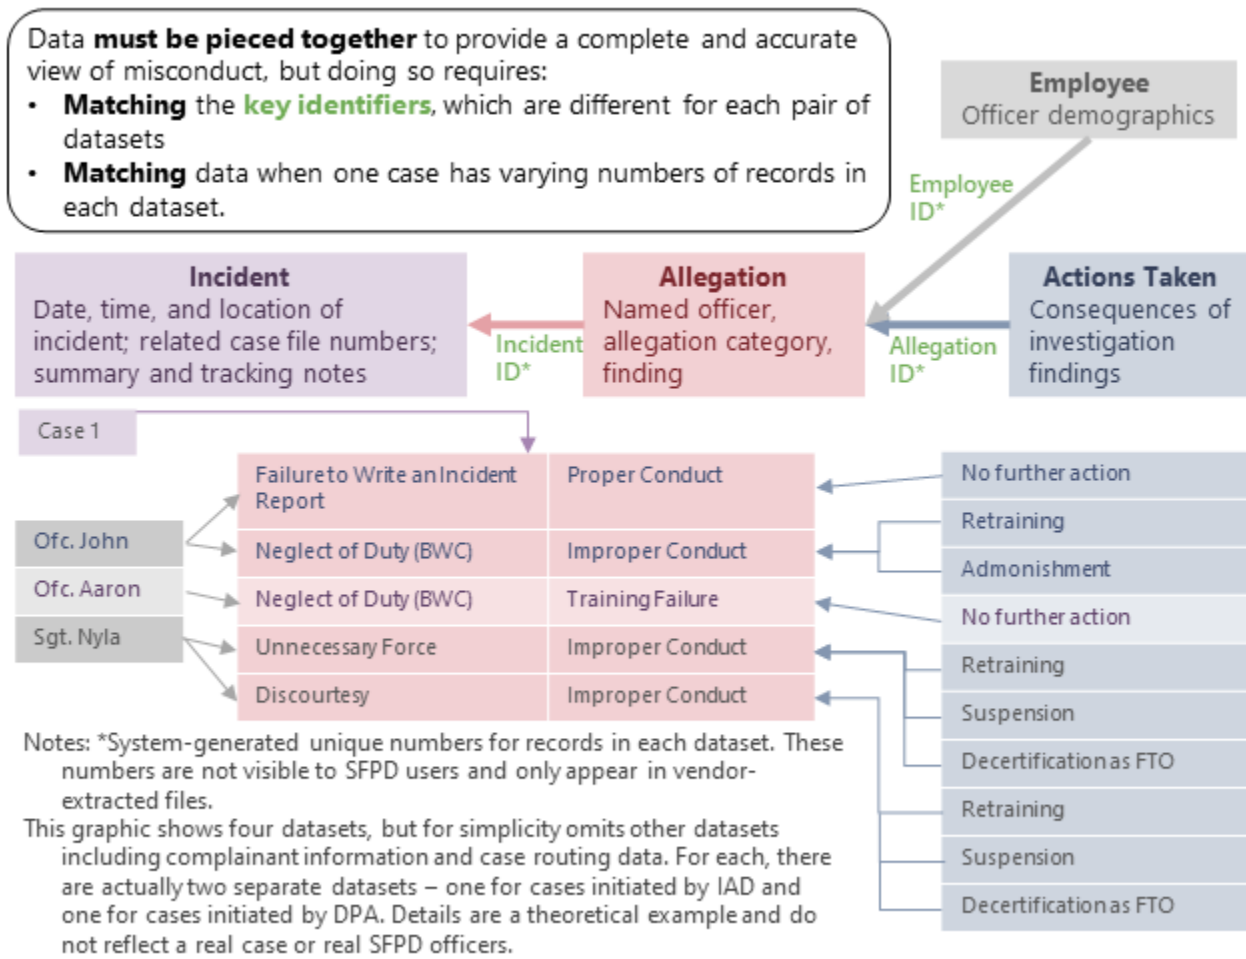 Data must be pieced together to provide a complete and accurate
view of misconduct, but doing so requires:
• Matching the key identifiers, which are different for each pair of
datasets
• Matching data when one case has varying numbers of records in
each dataset.
Employee
Officer demographics
Employee
ID*
Incident
Date, time, and location of
incident; related case file numbers;
summary and tracking notes
Incident
ID*
Allegation
Named officer,
allegation category,
finding
Allegation
ID*
Actions Taken
Consequences of
investigation
findings
Case 1
Ofc. John
Ofc. Aaron
Sgt. Nyla
Failure to Write an Incident
Report
Proper Conduct
Neglect of Duty (BWC)
Improper Conduct
Neglect of Duty (BWC)
Training Failure
Unnecessary Force
Improper Conduct
Discourtesy
Improper Conduct
No further action
Retraining
Admonishment
No further action
Retraining
Suspension
Decertification as FTO
Retraining
Suspension
Decertification as FTO
Notes: *System-generated unique numbers for records in each dataset. These
numbers are not visible to SFPD users and only appear in vendor-
extracted files.
This graphic shows four datasets, but for simplicity omits other datasets
including complainant information and case routing data. For each, there
are actually two separate datasets – one for cases initiated by IAD and
one for cases initiated by DPA. Details are a theoretical example and do
not reflect a real case or real SFPD officers.